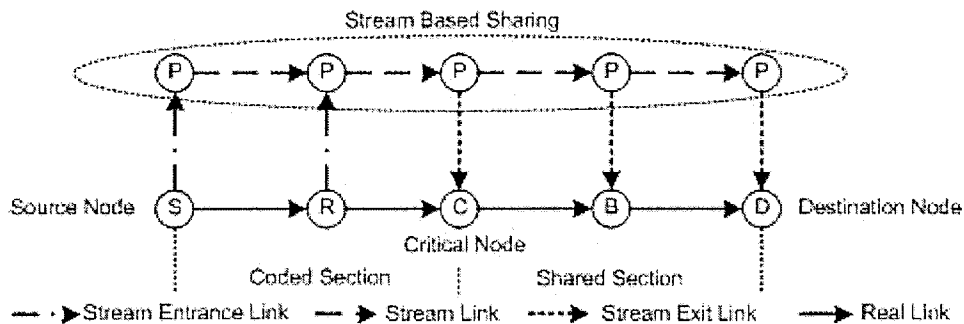 Stream Based Sharing
P P P P P
Source Node S R C B D Destination Node
Critical Node
Coded Section Shared Section
Stream Entrance Link Stream Link Stream Exit Link Real Link